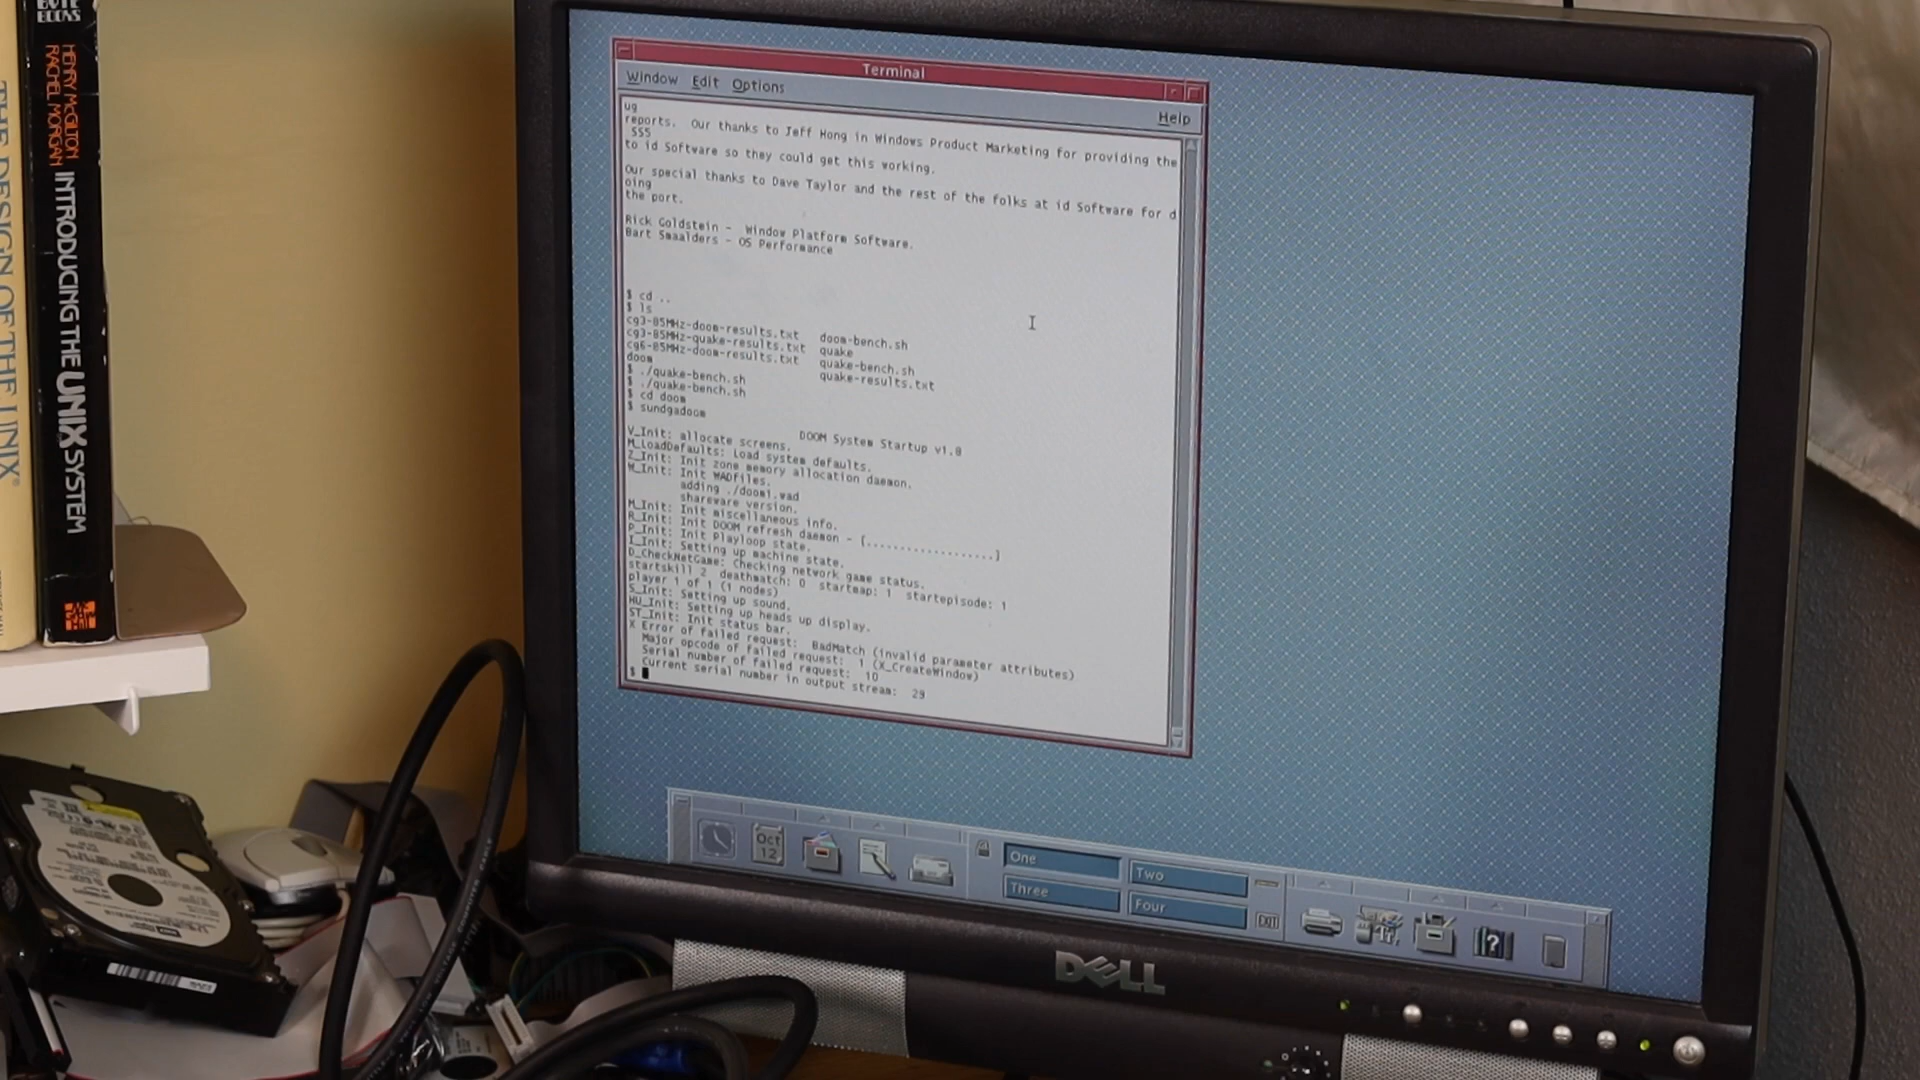 BYTE
BOOKS
HENRY McGILTON
RACHEL MORGAN
INTRODUCING THE UNIX SYSTEM
THE DESIGN OF THE UNIX
Terminal
Window Edit Options
Help
ug
reports. Our thanks to Jeff Hong in Windows Product Marketing for providing the
SS5
to id Software so they could get this working.
Our special thanks to Dave Taylor and the rest of the folks at id Software for d
oing
the port.
Rick Goldstein - Window Platform Software.
Bart Smaalders - OS Performance
$ cd ..
$ ls
cg3-85MHz-doom-results.txt doom-bench.sh
cg3-85MHz-quake-results.txt quake
cg6-85MHz-doom-results.txt quake-bench.sh
doom quake-results.txt
$ ./quake-bench.sh
$ ./quake-bench.sh
$ cd doom
$ sundgadoom
DOOM System Startup v1.8
V_Init: allocate screens.
M_LoadDefaults: Load system defaults.
Z_Init: Init zone memory allocation daemon.
W_Init: Init WADfiles.
adding ./doom1.wad
shareware version.
M_Init: Init miscellaneous info.
R_Init: Init DOOM refresh daemon - [...................]
P_Init: Init Playloop state.
I_Init: Setting up machine state.
D_CheckNetGame: Checking network game status.
startskill 2 deathmatch: 0 startmap: 1 startepisode: 1
player 1 of 1 (1 nodes)
S_Init: Setting up sound.
HU_Init: Setting up heads up display.
ST_Init: Init status bar.
X Error of failed request: BadMatch (invalid parameter attributes)
Major opcode of failed request: 1 (X_CreateWindow)
Serial number of failed request: 10
Current serial number in output stream: 29
$
Oct
12
One
Two
Three
Four
EXIT
DELL